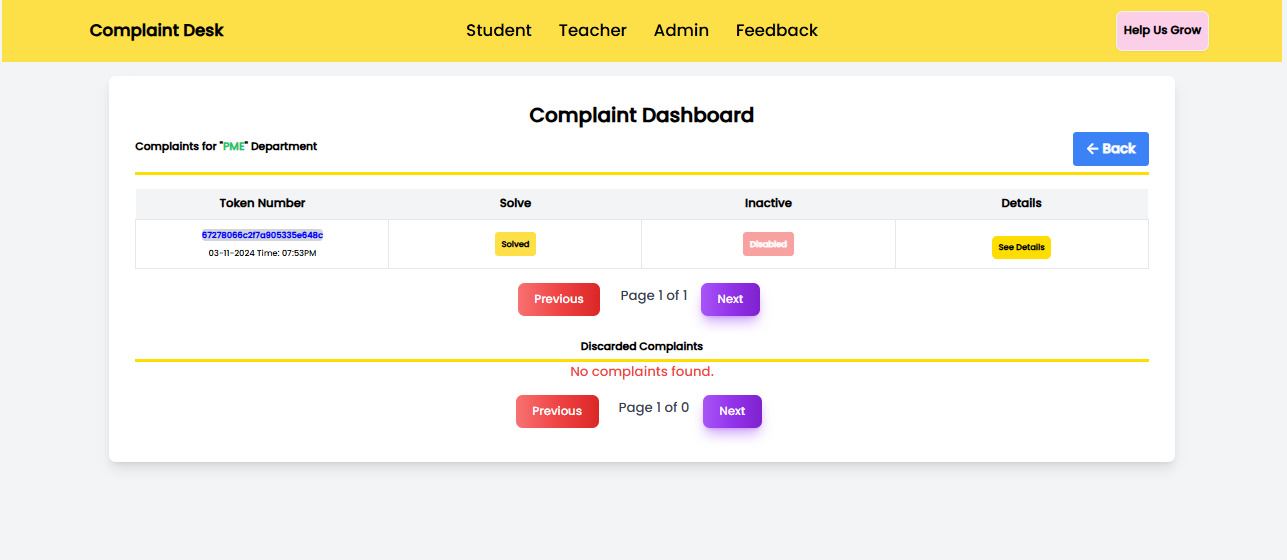 Complaint Desk Student Teacher Admin Feedback Help Us Grow
Complaint Dashboard
Complaints for "PME" Department
← Back
Token Number Solve Inactive Details
67278066c2f7a905335e648c
03-11-2024 Time: 07:53PM
Solved Disabled See Details
Previous Page 1 of 1 Next
Discarded Complaints
No complaints found.
Previous Page 1 of 0 Next